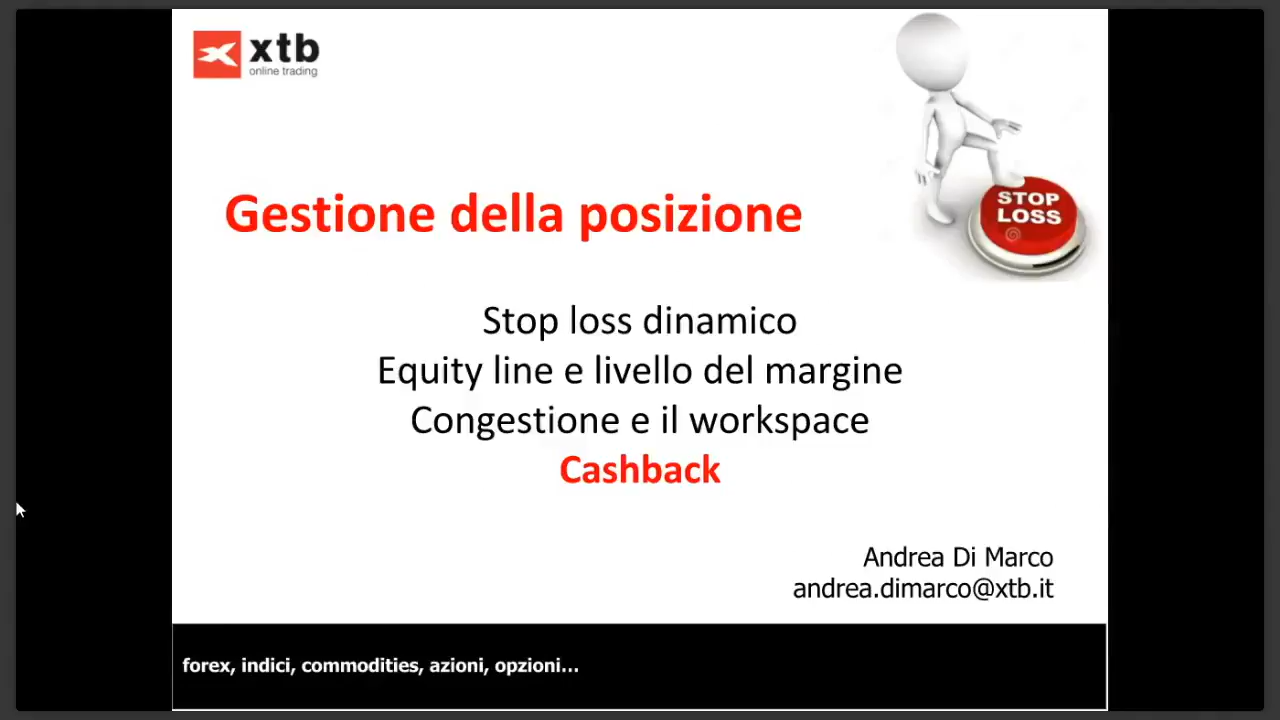 xtb
online trading
STOP
LOSS
Gestione della posizione
Stop loss dinamico
Equity line e livello del margine
Congestione e il workspace
Cashback
Andrea Di Marco
andrea.dimarco@xtb.it
forex, indici, commodities, azioni, opzioni...